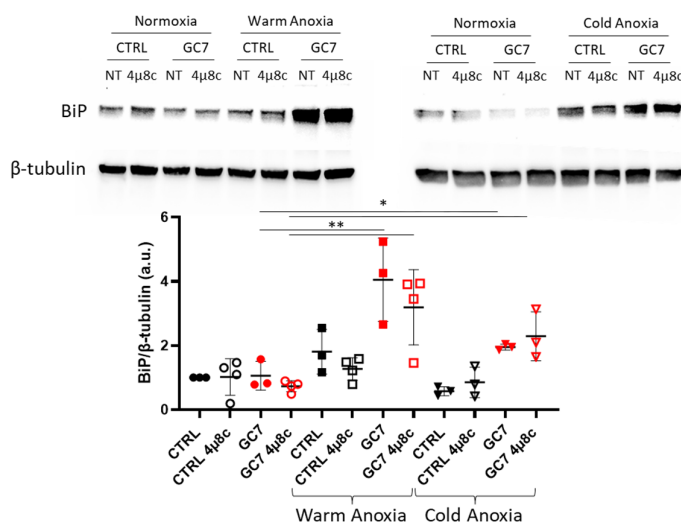 Normoxia Warm Anoxia Normoxia Cold Anoxia
CTRL GC7 CTRL GC7 CTRL GC7 CTRL GC7
NT 4μ8c NT 4μ8c NT 4μ8c NT 4μ8c NT 4μ8c NT 4μ8c NT 4μ8c NT 4μ8c
BiP
β-tubulin
*
**
BiP/β-tubulin (a.u.)
6
4
2
0
CTRL
CTRL 4μ8c
GC7
GC7 4μ8c
CTRL
CTRL 4μ8c
GC7
GC7 4μ8c
CTRL
CTRL 4μ8c
GC7
GC7 4μ8c
Warm Anoxia Cold Anoxia